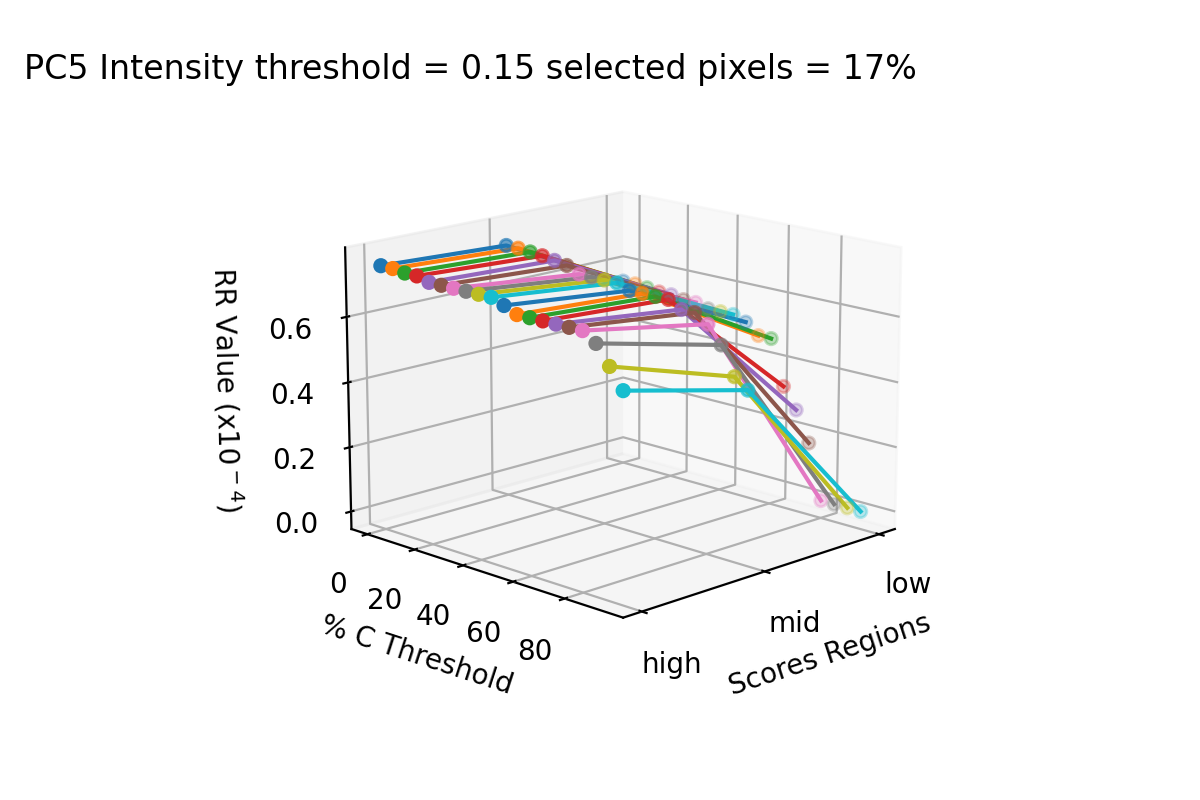 PC5 Intensity threshold = 0.15 selected pixels = 17%
RR Value (x10⁻⁴)
0.6
0.4
0.2
0.0
0
20
40
60
80
% C Threshold
high
mid
low
Scores Regions